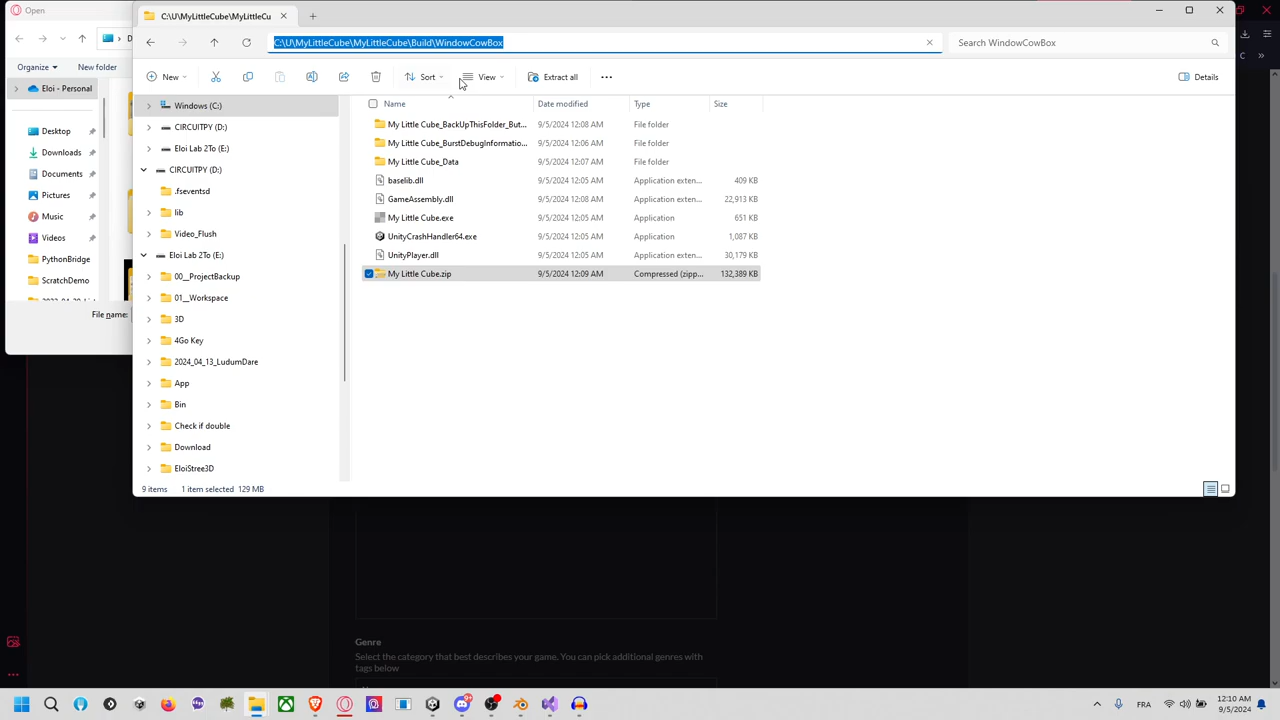 Open
C:\U\MyLittleCube\MyLittleCu
C:\U\MyLittleCube\MyLittleCube\Build\WindowCowBox
Search WindowCowBox
Organize
New folder
New
Sort
View
Extract all
Details
Eloi - Personal
Desktop
Downloads
Documents
Pictures
Music
Videos
PythonBridge
ScratchDemo
File name:
Windows (C:)
CIRCUITPY (D:)
Eloi Lab 2To (E:)
CIRCUITPY (D:)
.fseventsd
lib
Video_Flush
Eloi Lab 2To (E:)
00__ProjectBackup
01__Workspace
3D
4Go Key
2024_04_13_LudumDare
App
Bin
Check if double
Download
EloiStree3D
Name Date modified Type Size
My Little Cube_BackUpThisFolder_But... 9/5/2024 12:08 AM File folder
My Little Cube_BurstDebugInformatio... 9/5/2024 12:06 AM File folder
My Little Cube_Data 9/5/2024 12:07 AM File folder
baselib.dll 9/5/2024 12:05 AM Application exten... 409 KB
GameAssembly.dll 9/5/2024 12:08 AM Application exten... 22,913 KB
My Little Cube.exe 9/5/2024 12:05 AM Application 651 KB
UnityCrashHandler64.exe 9/5/2024 12:05 AM Application 1,087 KB
UnityPlayer.dll 9/5/2024 12:05 AM Application exten... 30,179 KB
My Little Cube.zip 9/5/2024 12:09 AM Compressed (zipp... 132,389 KB
9 items 1 item selected 129 MB
Genre
Select the category that best describes your game. You can pick additional genres with
tags below
FRA
12:10 AM
9/5/2024